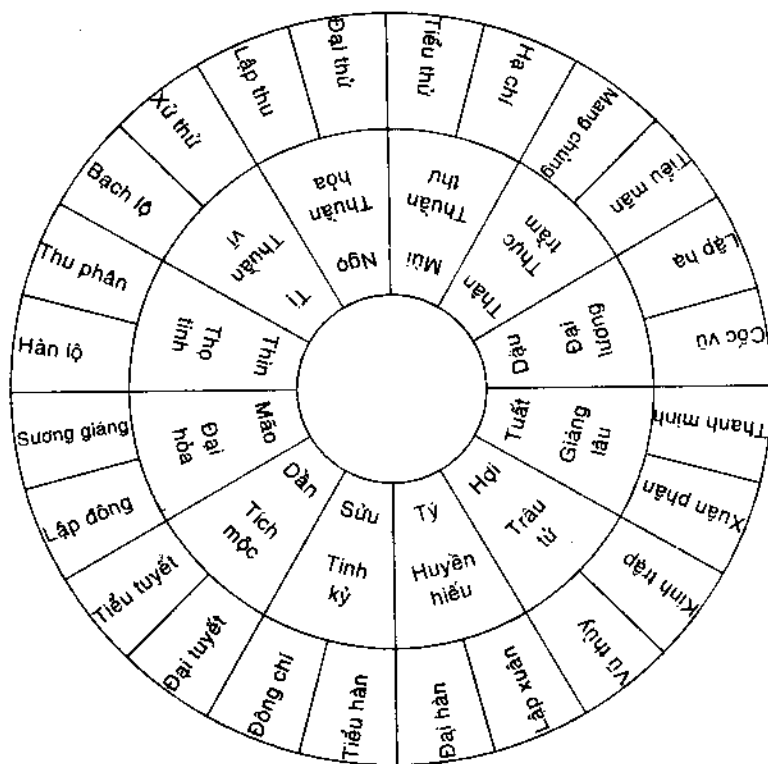 Tiểu thử
Hạ chí
Mang chủng
Tiểu mãn
Lập hạ
Cốc vũ
Thanh minh
Xuân phân
Kinh trập
Vũ thủy
Lập xuân
Đại hàn
Tiểu hàn
Đông chí
Đại tuyết
Tiểu tuyết
Lập đông
Sương giáng
Hàn lộ
Thu phân
Bạch lộ
Xử thử
Lập thu
Đại thử
Thuần
thư
Mùi
Thực
trầm
Thân
Đại
lương
Dậu
Giáng
lâu
Tuất
Trâu
tử
Hợi
Tý
Huyền
hiếu
Sửu
Tinh
kỷ
Dần
Tích
mộc
Mão
Đại
hỏa
Thìn
Thọ
tinh
Tị
Thuần
vĩ
Ngọ
Thuần
hỏa